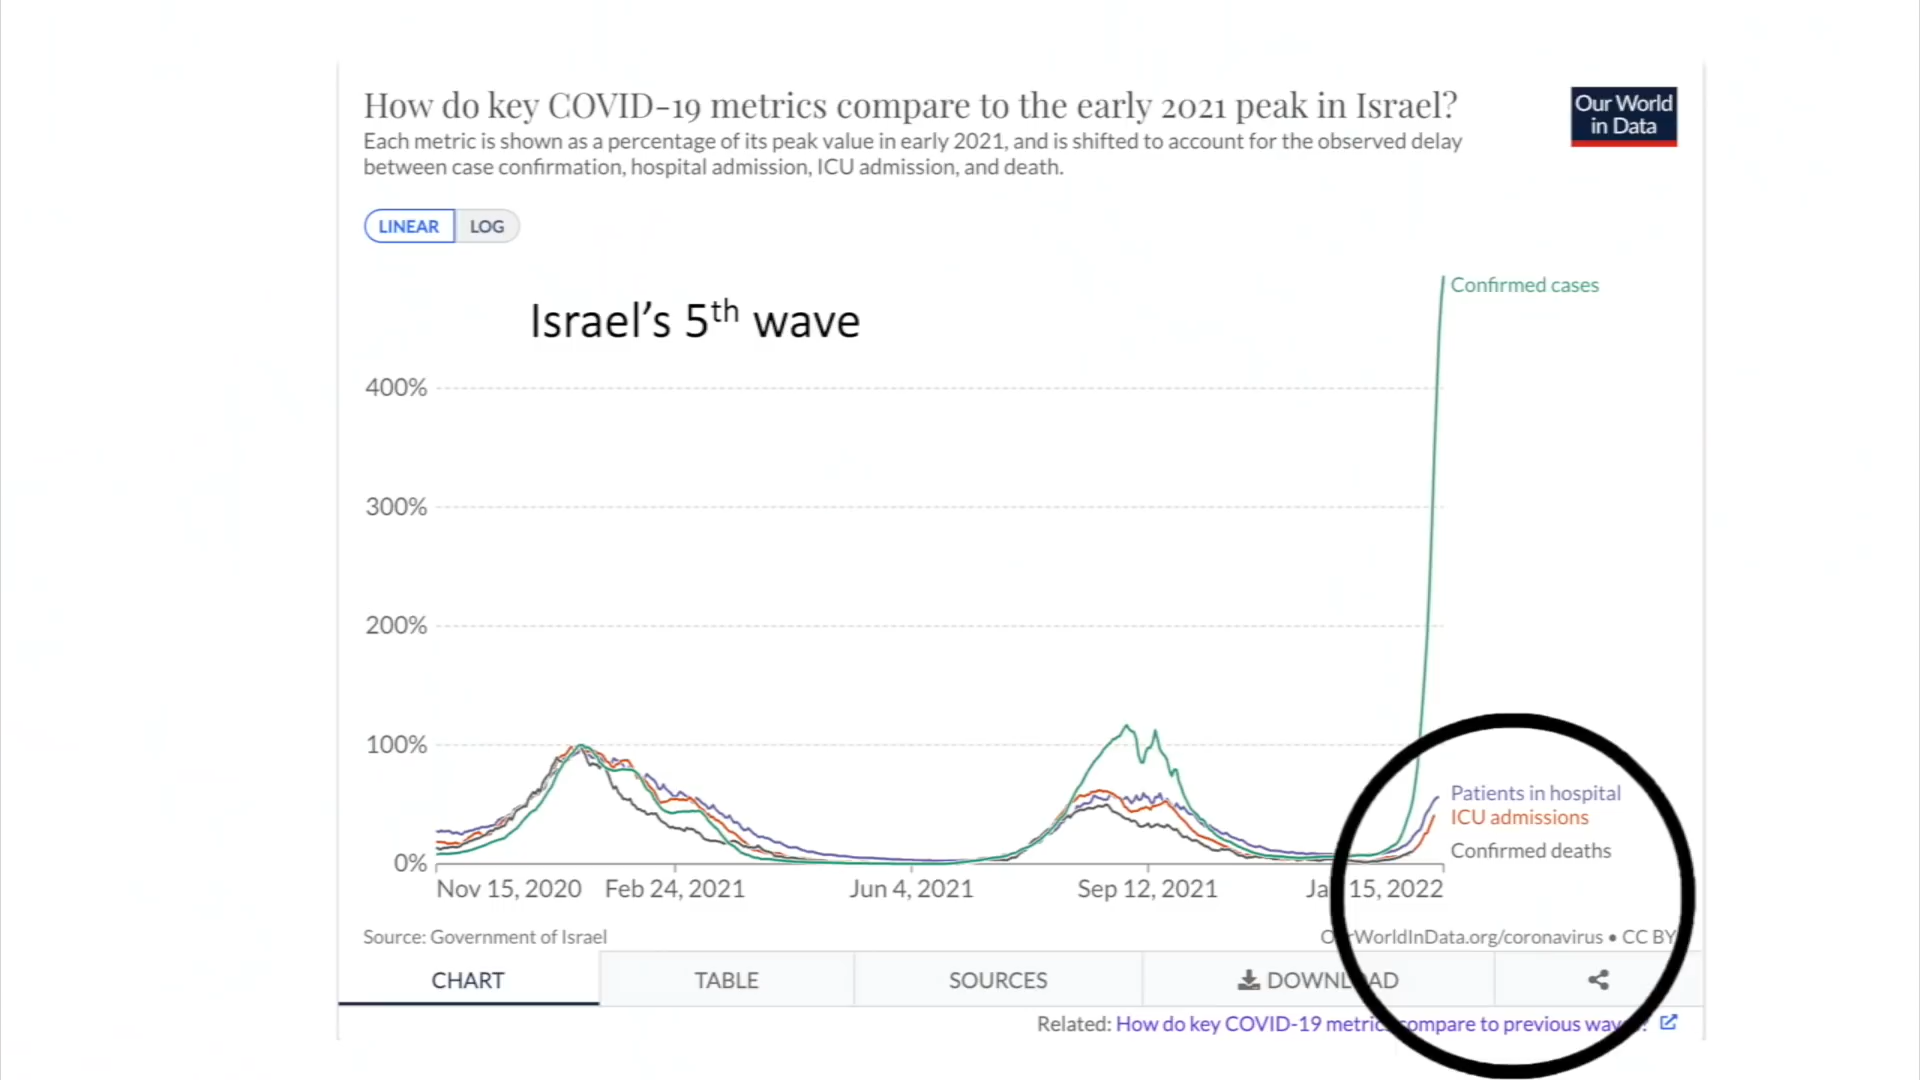 How do key COVID-19 metrics compare to the early 2021 peak in Israel?
Our World
in Data
Each metric is shown as a percentage of its peak value in early 2021, and is shifted to account for the observed delay
between case confirmation, hospital admission, ICU admission, and death.
LINEAR LOG
Confirmed cases
Israel's 5th wave
400%
300%
200%
100%
Patients in hospital
ICU admissions
Confirmed deaths
0%
Nov 15, 2020 Feb 24, 2021 Jun 4, 2021 Sep 12, 2021 15, 2022
Source: Government of Israel
OurWorldInData.org/coronavirus • CC BY
CHART TABLE SOURCES DOWNLOAD
Related: How do key COVID-19 metrics compare to previous waves?